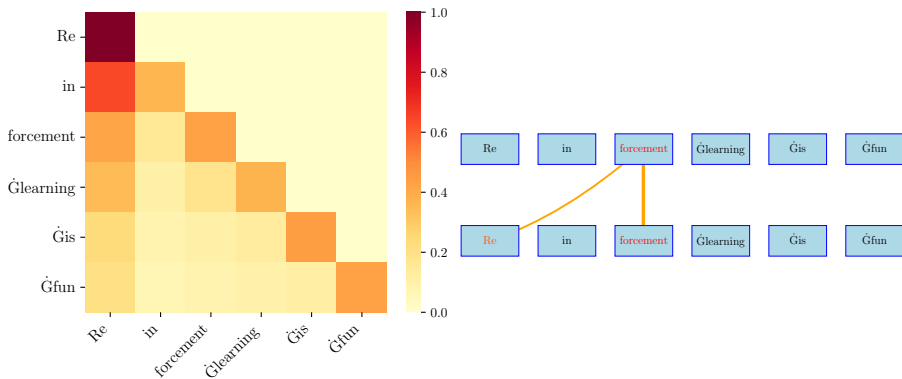 Re
in
forcement
Ġlearning
Ġis
Ġfun
Re
in
forcement
Ġlearning
Ġis
Ġfun
1.0
0.8
0.6
0.4
0.2
0.0
Re in forcement Ġlearning Ġis Ġfun
Re in forcement Ġlearning Ġis Ġfun